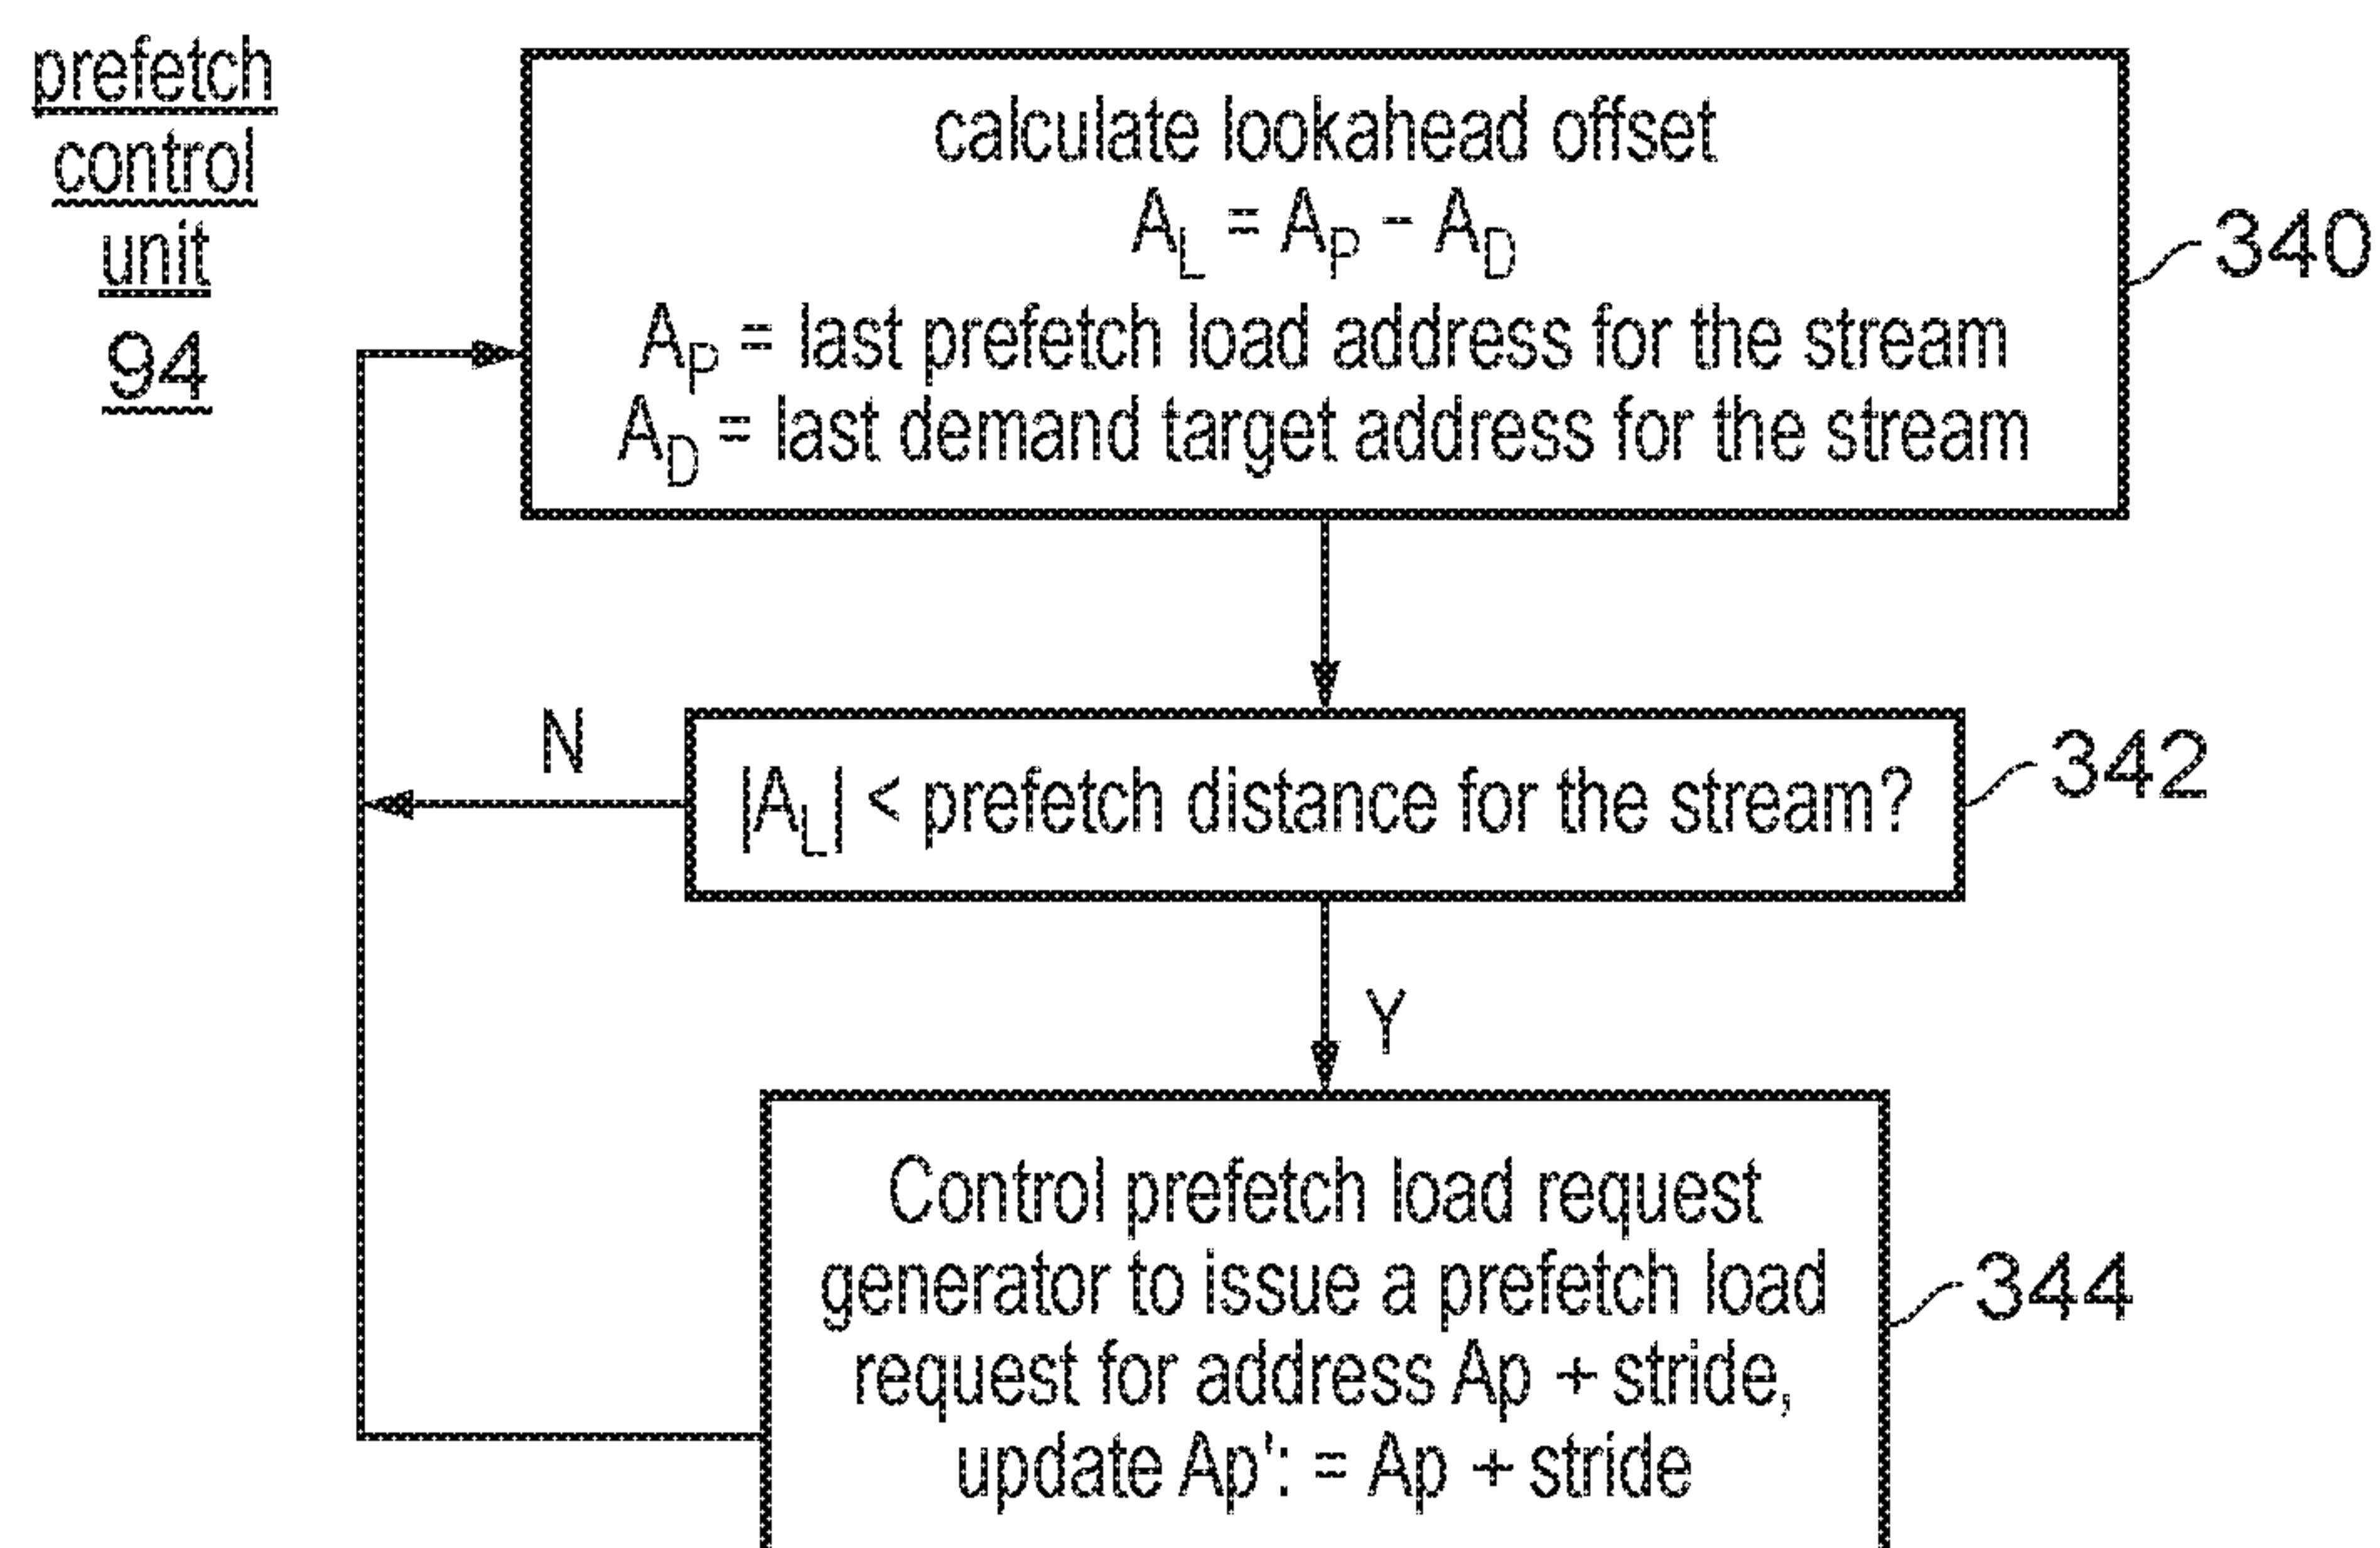 prefetch
control
unit
94
calculate lookahead offset
A_L = A_P - A_D
A_P = last prefetch load address for the stream
A_D = last demand target address for the stream
340
N
|A_L| < prefetch distance for the stream?
342
Y
Control prefetch load request
generator to issue a prefetch load
request for address Ap + stride,
update Ap': = Ap + stride
344